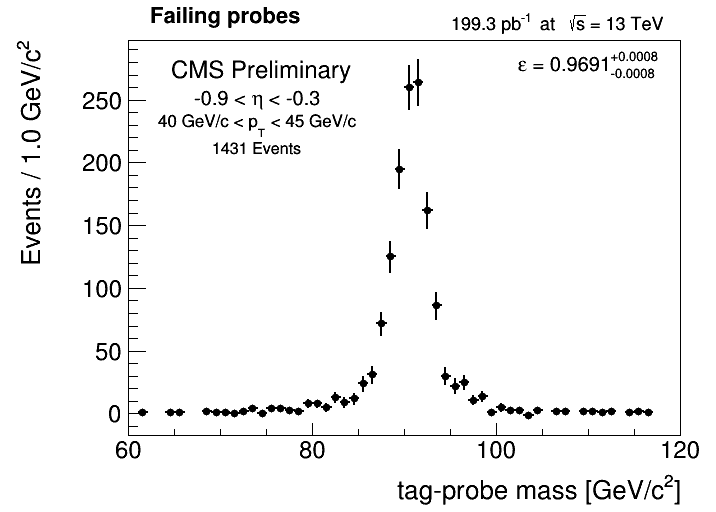 Failing probes
199.3 pb⁻¹ at √s = 13 TeV
CMS Preliminary
ε = 0.9691 +0.0008 -0.0008
-0.9 < η < -0.3
40 GeV/c < p_T < 45 GeV/c
1431 Events
Events / 1.0 GeV/c²
250
200
150
100
50
0
60 80 100 120
tag-probe mass [GeV/c²]